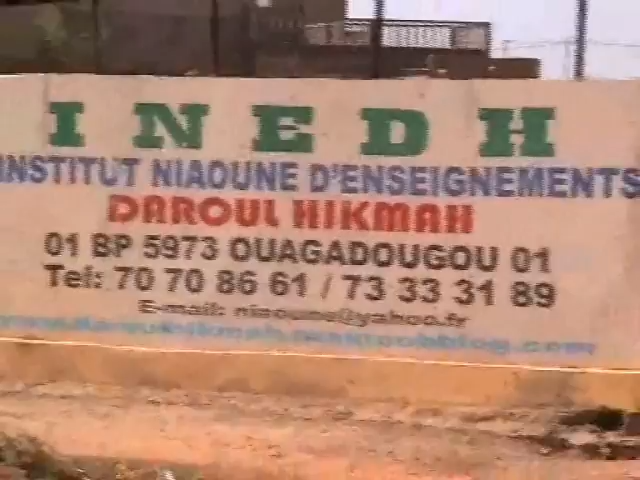 INEDH
INSTITUT NIAOUNE D'ENSEIGNEMENTS
DAROUL HIKMAH
01 BP 5973 OUAGADOUGOU 01
Tel: 70 70 86 61 / 73 33 31 89
E-mail: niaoune@yahoo.fr